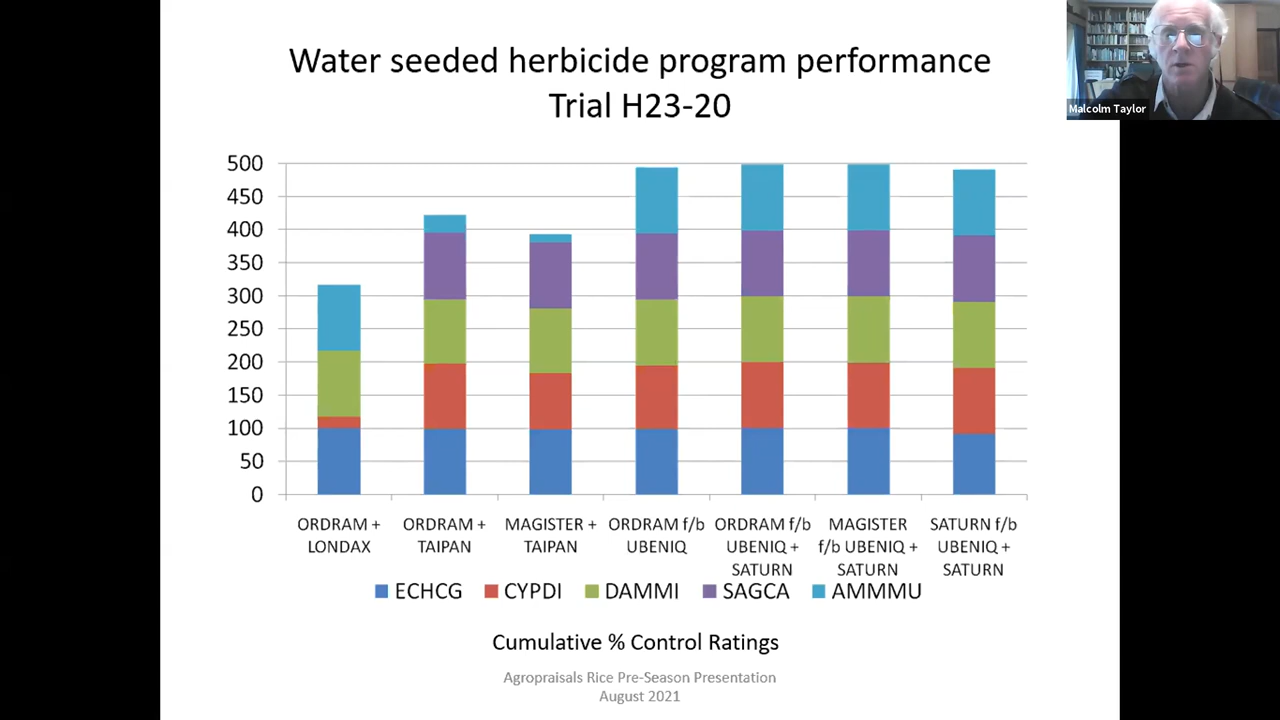 Water seeded herbicide program performance
Trial H23-20
Malcolm Taylor
500
450
400
350
300
250
200
150
100
50
0
ORDRAM +
LONDAX
ORDRAM +
TAIPAN
MAGISTER +
TAIPAN
ORDRAM f/b
UBENIQ
ORDRAM f/b
UBENIQ +
SATURN
MAGISTER
f/b UBENIQ +
SATURN
SATURN f/b
UBENIQ +
SATURN
ECHCG CYPDI DAMMI SAGCA AMMMU
Cumulative % Control Ratings
Agropraisals Rice Pre-Season Presentation
August 2021